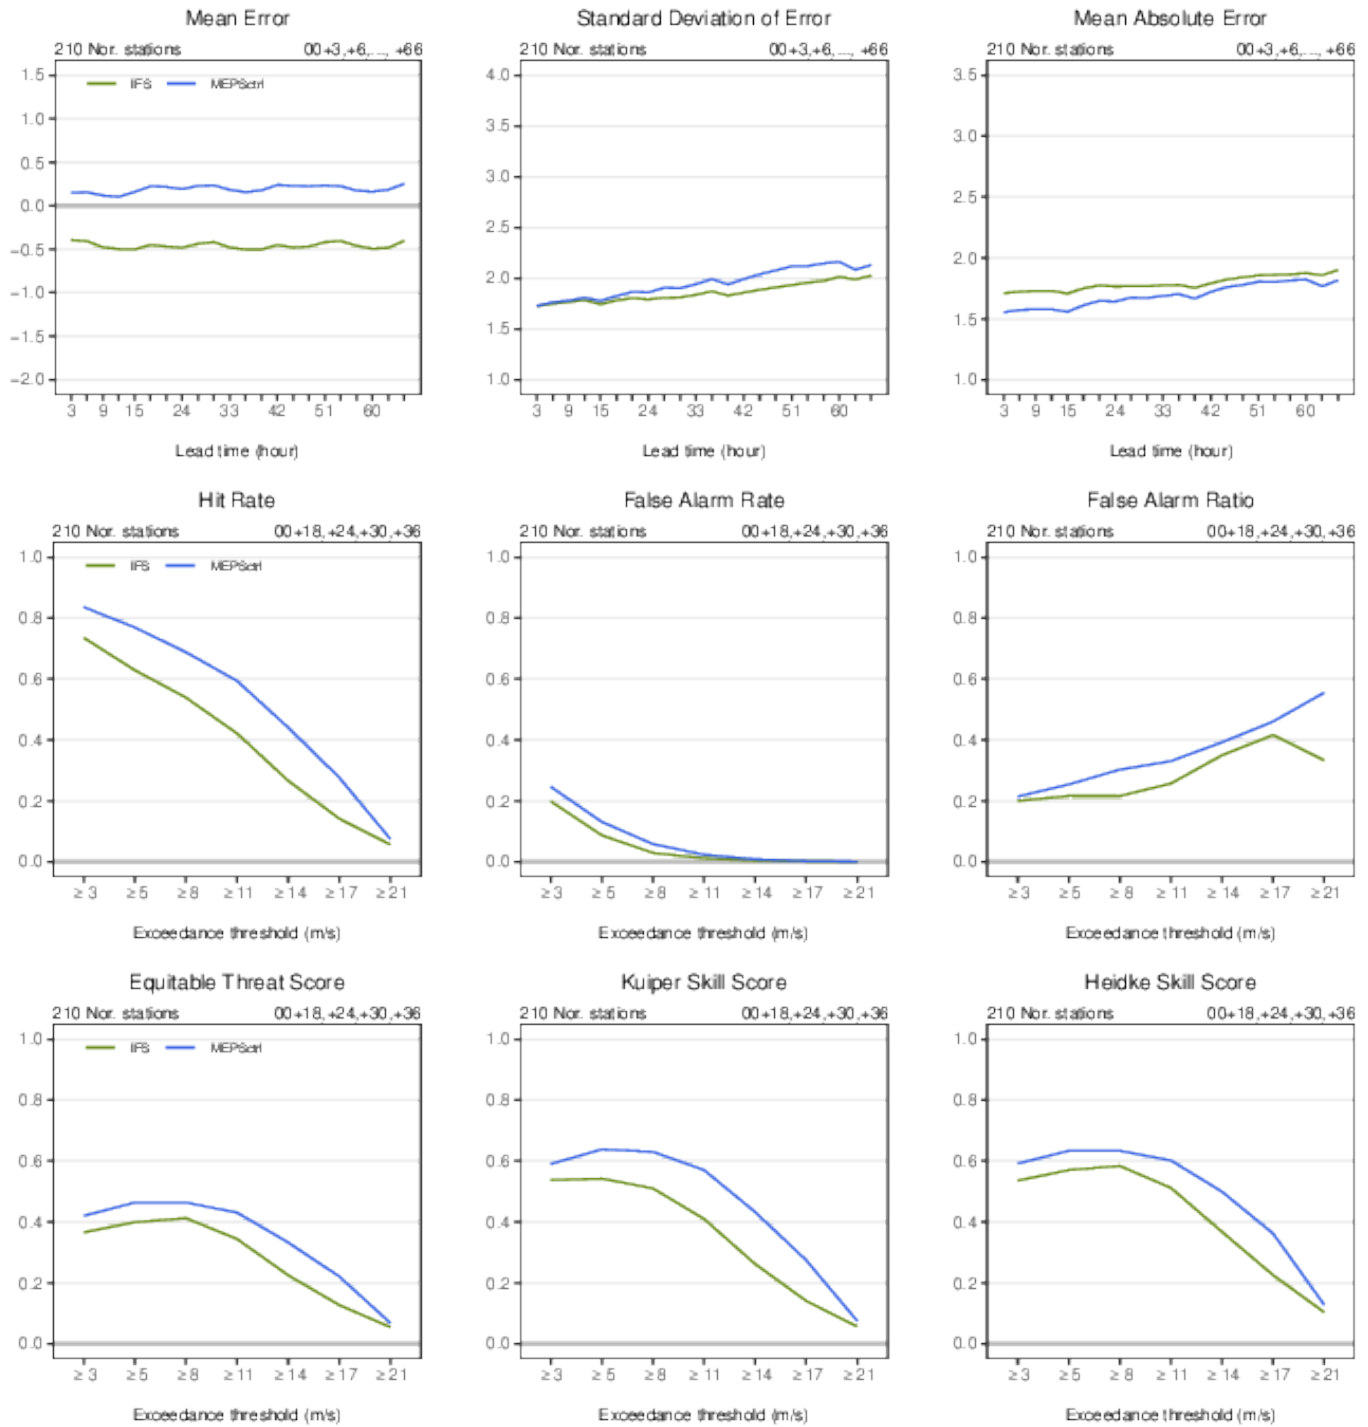 Mean Error
210 Nor. stations 00+3,+6,..., +66
1.5
1.0
0.5
0.0
−0.5
−1.0
−1.5
−2.0
IFS MEPSctrl
3 9 15 24 33 42 51 60
Lead time (hour)
Standard Deviation of Error
210 Nor. stations 00+3,+6,..., +66
4.0
3.5
3.0
2.5
2.0
1.5
1.0
3 9 15 24 33 42 51 60
Lead time (hour)
Mean Absolute Error
210 Nor. stations 00+3,+6,..., +66
3.5
3.0
2.5
2.0
1.5
1.0
3 9 15 24 33 42 51 60
Lead time (hour)
Hit Rate
210 Nor. stations 00+18,+24,+30,+36
1.0
0.8
0.6
0.4
0.2
0.0
IFS MEPSctrl
≥3 ≥5 ≥8 ≥11 ≥14 ≥17 ≥21
Exceedance threshold (m/s)
False Alarm Rate
210 Nor. stations 00+18,+24,+30,+36
1.0
0.8
0.6
0.4
0.2
0.0
≥3 ≥5 ≥8 ≥11 ≥14 ≥17 ≥21
Exceedance threshold (m/s)
False Alarm Ratio
210 Nor. stations 00+18,+24,+30,+36
1.0
0.8
0.6
0.4
0.2
0.0
≥3 ≥5 ≥8 ≥11 ≥14 ≥17 ≥21
Exceedance threshold (m/s)
Equitable Threat Score
210 Nor. stations 00+18,+24,+30,+36
1.0
0.8
0.6
0.4
0.2
0.0
IFS MEPSctrl
≥3 ≥5 ≥8 ≥11 ≥14 ≥17 ≥21
Exceedance threshold (m/s)
Kuiper Skill Score
210 Nor. stations 00+18,+24,+30,+36
1.0
0.8
0.6
0.4
0.2
0.0
≥3 ≥5 ≥8 ≥11 ≥14 ≥17 ≥21
Exceedance threshold (m/s)
Heidke Skill Score
210 Nor. stations 00+18,+24,+30,+36
1.0
0.8
0.6
0.4
0.2
0.0
≥3 ≥5 ≥8 ≥11 ≥14 ≥17 ≥21
Exceedance threshold (m/s)